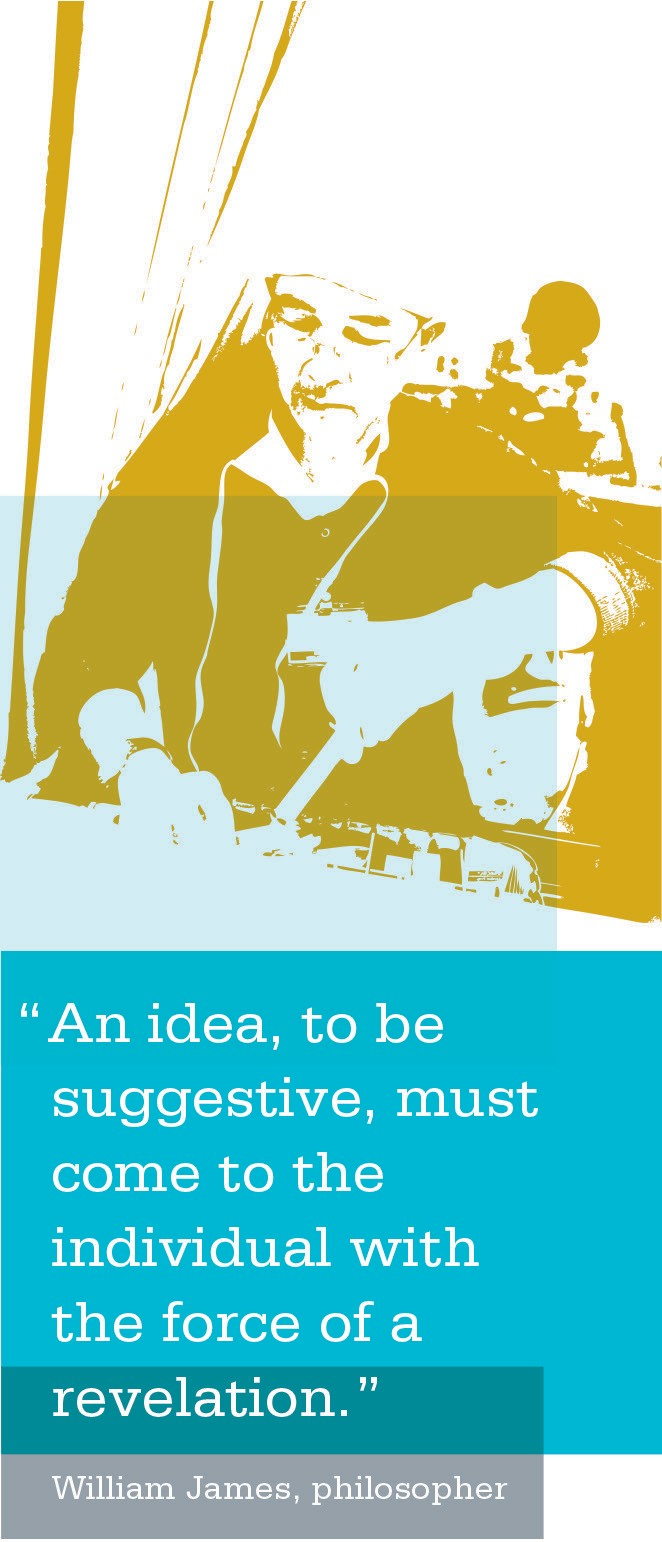 “An idea, to be
suggestive, must
come to the
individual with
the force of a
revelation.”
William James, philosopher